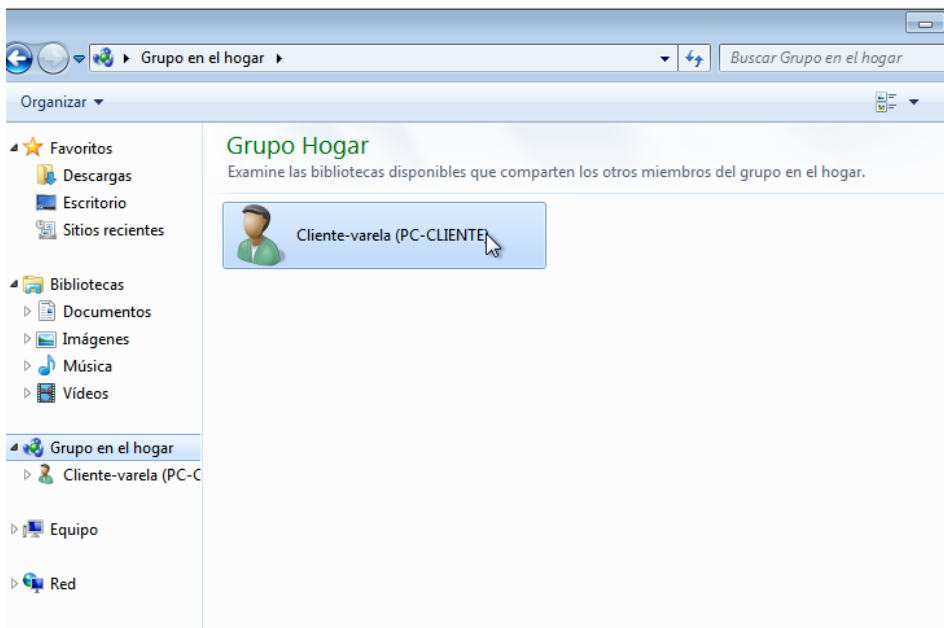 Grupo en el hogar
Buscar Grupo en el hogar
Organizar
Favoritos
Descargas
Escritorio
Sitios recientes
Bibliotecas
Documentos
Imágenes
Música
Vídeos
Grupo en el hogar
Cliente-varela (PC-C
Equipo
Red
Grupo Hogar
Examine las bibliotecas disponibles que comparten los otros miembros del grupo en el hogar.
Cliente-varela (PC-CLIENTE)